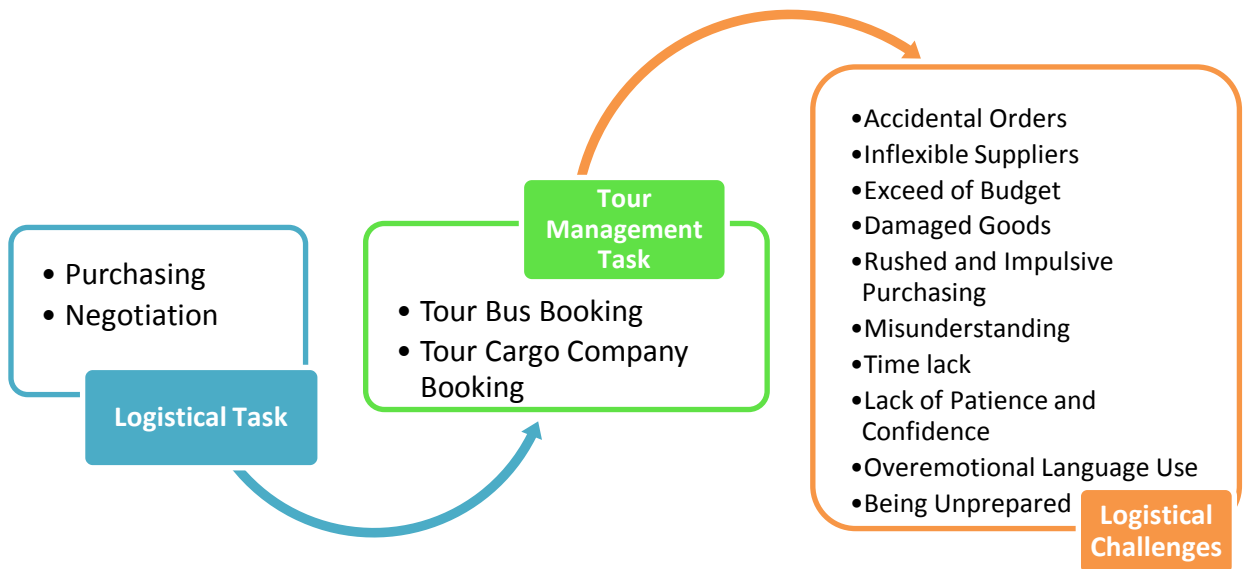 • Purchasing
• Negotiation
Logistical Task
Tour
Management
Task
• Tour Bus Booking
• Tour Cargo Company
Booking
•Accidental Orders
•Inflexible Suppliers
•Exceed of Budget
•Damaged Goods
•Rushed and Impulsive
Purchasing
•Misunderstanding
•Time lack
•Lack of Patience and
Confidence
•Overemotional Language Use
•Being Unprepared
Logistical
Challenges